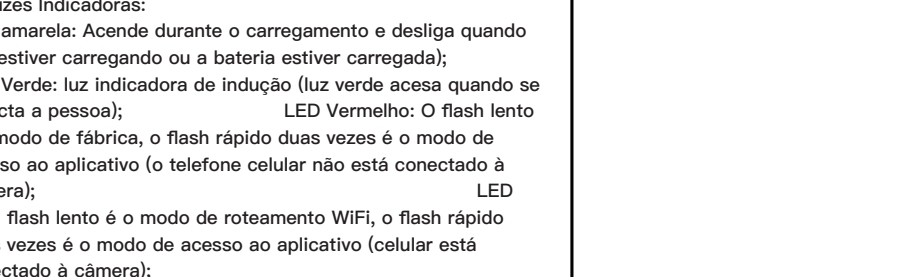 zes Indicadoras:
amarela: Acende durante o carregamento e desliga quando
estiver carregando ou a bateria estiver carregada);
Verde: luz indicadora de indução (luz verde acesa quando se
cta a pessoa); LED Vermelho: O flash lento
modo de fábrica, o flash rápido duas vezes é o modo de
so ao aplicativo (o telefone celular não está conectado à
era); LED
flash lento é o modo de roteamento WiFi, o flash rápido
vezes é o modo de acesso ao aplicativo (celular está
ectado à câmera);